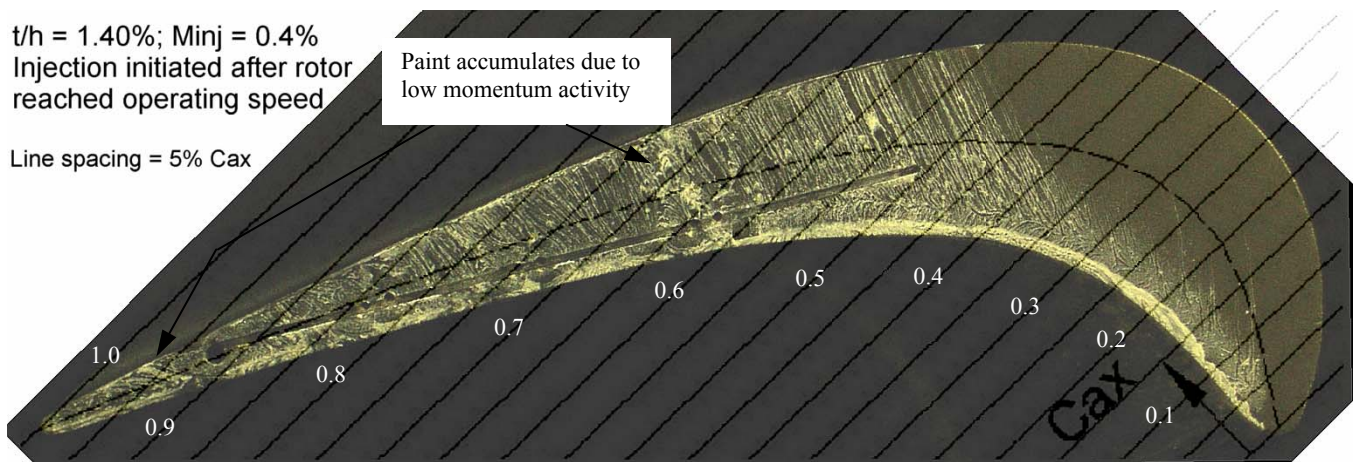 t/h = 1.40%; Minj = 0.4%
Injection initiated after rotor
reached operating speed
Line spacing = 5% Cax
Paint accumulates due to
low momentum activity
1.0
0.9
0.8
0.7
0.6
0.5
0.4
0.3
0.2
0.1
Cax